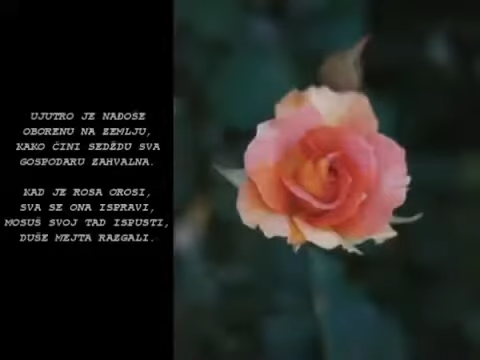 UJUTRO JE NAĐOŠE
OBORENU NA ZEMLJU,
KAKO ČINI SEDŽDU SVA
GOSPODARU ZAHVALNA.
KAD JE ROSA OROSI,
SVA SE ONA ISPRAVI,
MOSUŠ SVOJ TAD ISPUSTI,
DUŠE MEJTA RAZGALI.